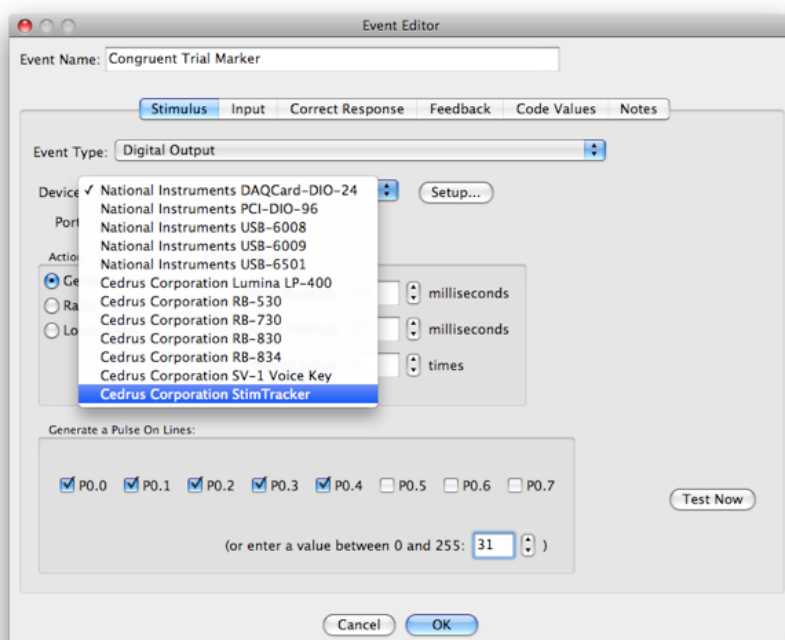 Event Editor
Event Name: Congruent Trial Marker
Stimulus Input Correct Response Feedback Code Values Notes
Event Type: Digital Output
Device
✓ National Instruments DAQCard-DIO-24
Setup...
National Instruments PCI-DIO-96
Port
National Instruments USB-6008
National Instruments USB-6009
National Instruments USB-6501
Cedrus Corporation Lumina LP-400
milliseconds
Cedrus Corporation RB-530
Cedrus Corporation RB-730
milliseconds
Cedrus Corporation RB-830
Cedrus Corporation RB-834
times
Cedrus Corporation SV-1 Voice Key
Cedrus Corporation StimTracker
Generate a Pulse On Lines:
P0.0 P0.1 P0.2 P0.3 P0.4 P0.5 P0.6 P0.7
Test Now
(or enter a value between 0 and 255: 31 )
Cancel OK